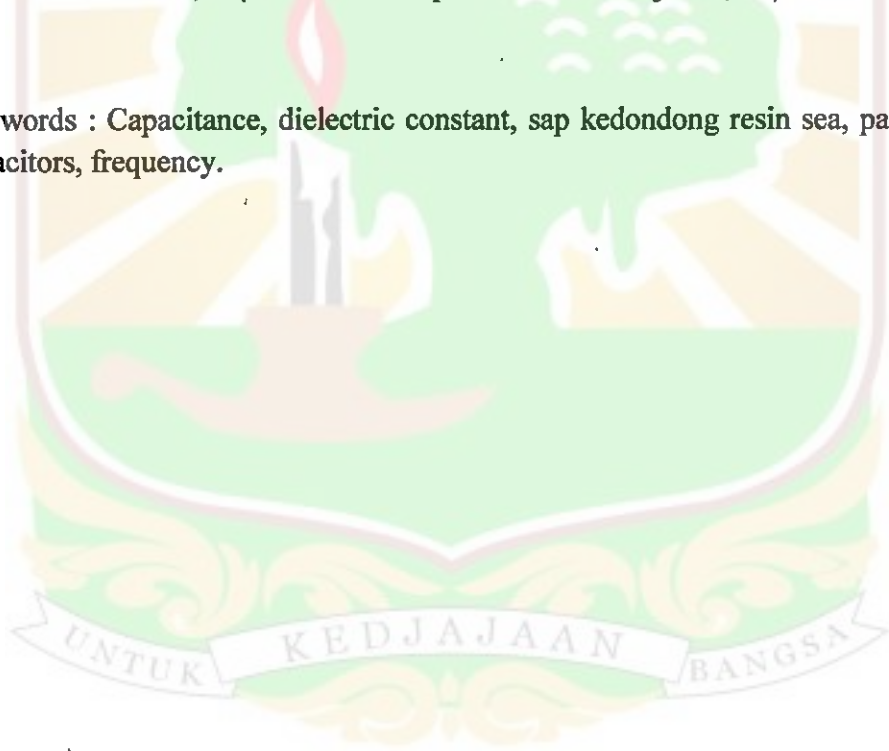 words : Capacitance, dielectric constant, sap kedondong resin sea, pa
acitors, frequency.
UNTUK KEDJAJAAN BANGSA